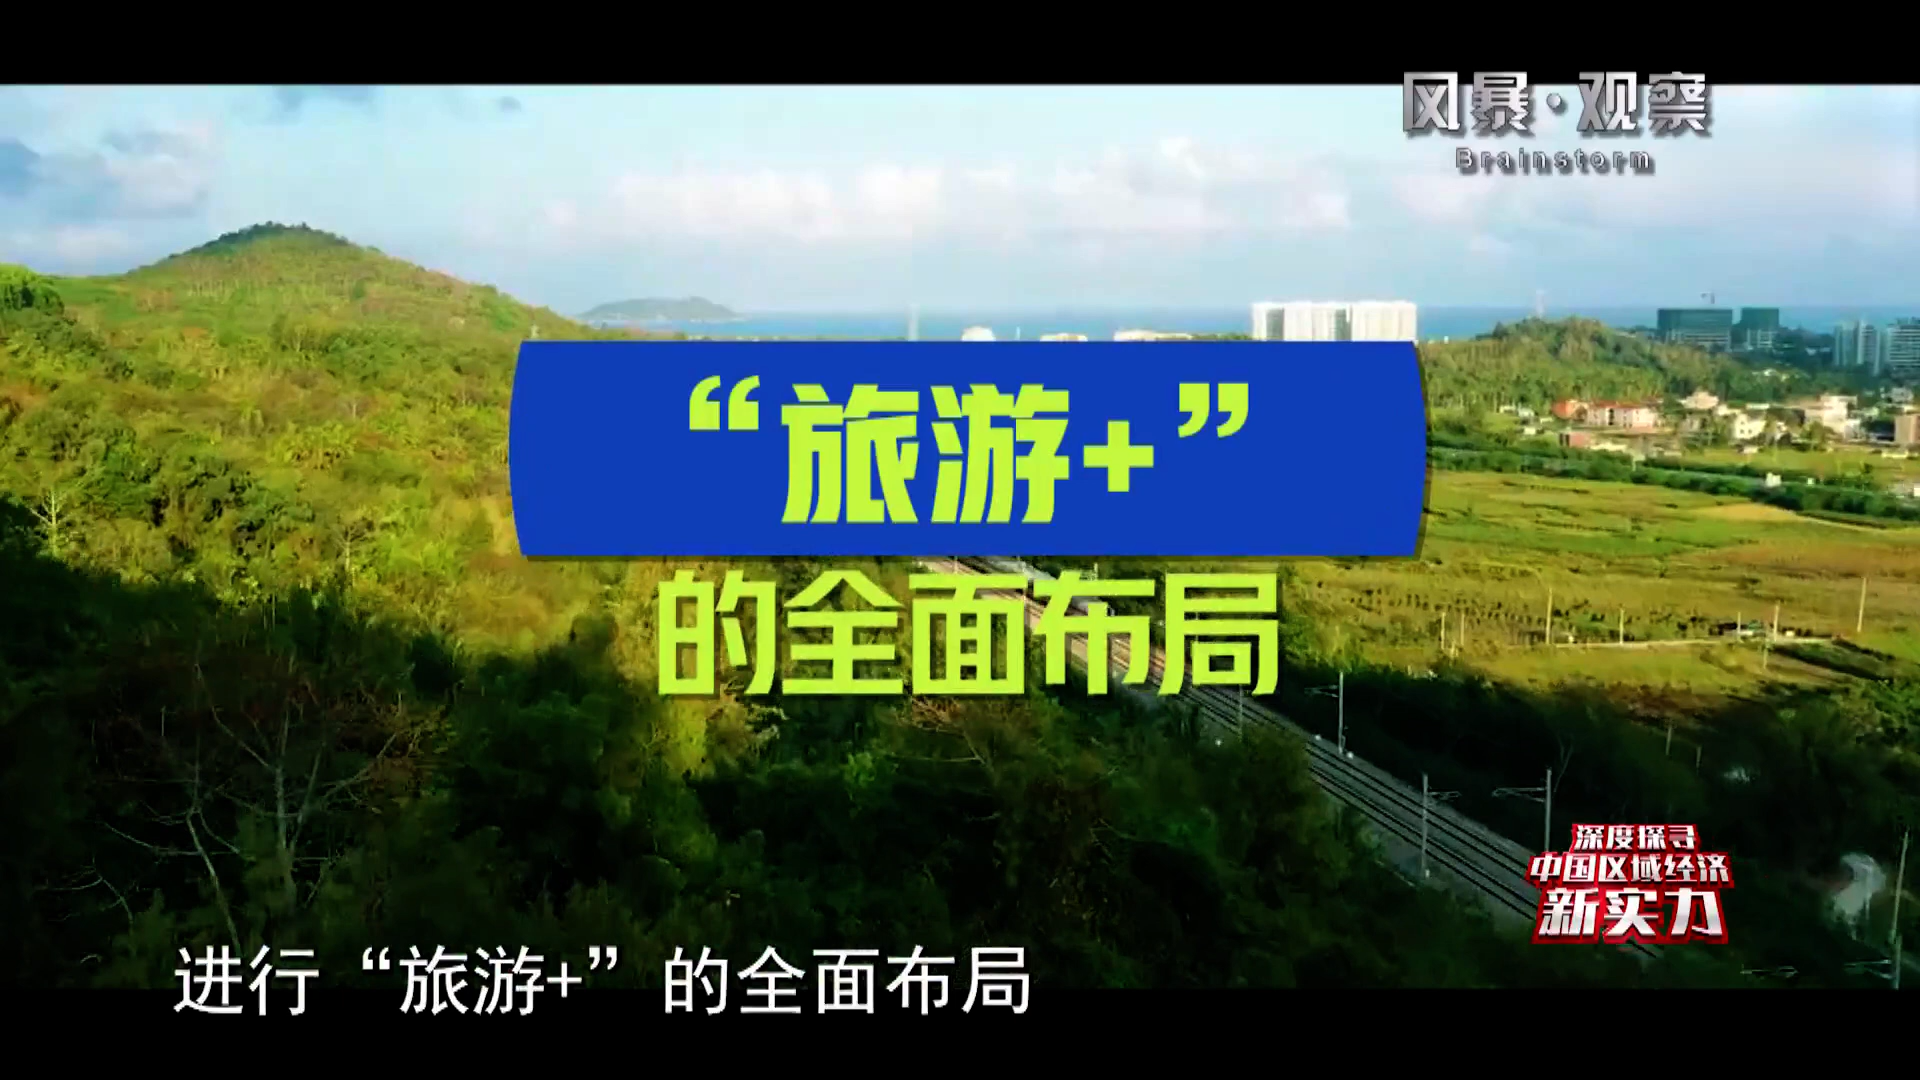 风暴·观察
Brainstorm
“旅游+”
的全面布局
深度探寻
中国区域经济
新实力
进行“旅游+”的全面布局